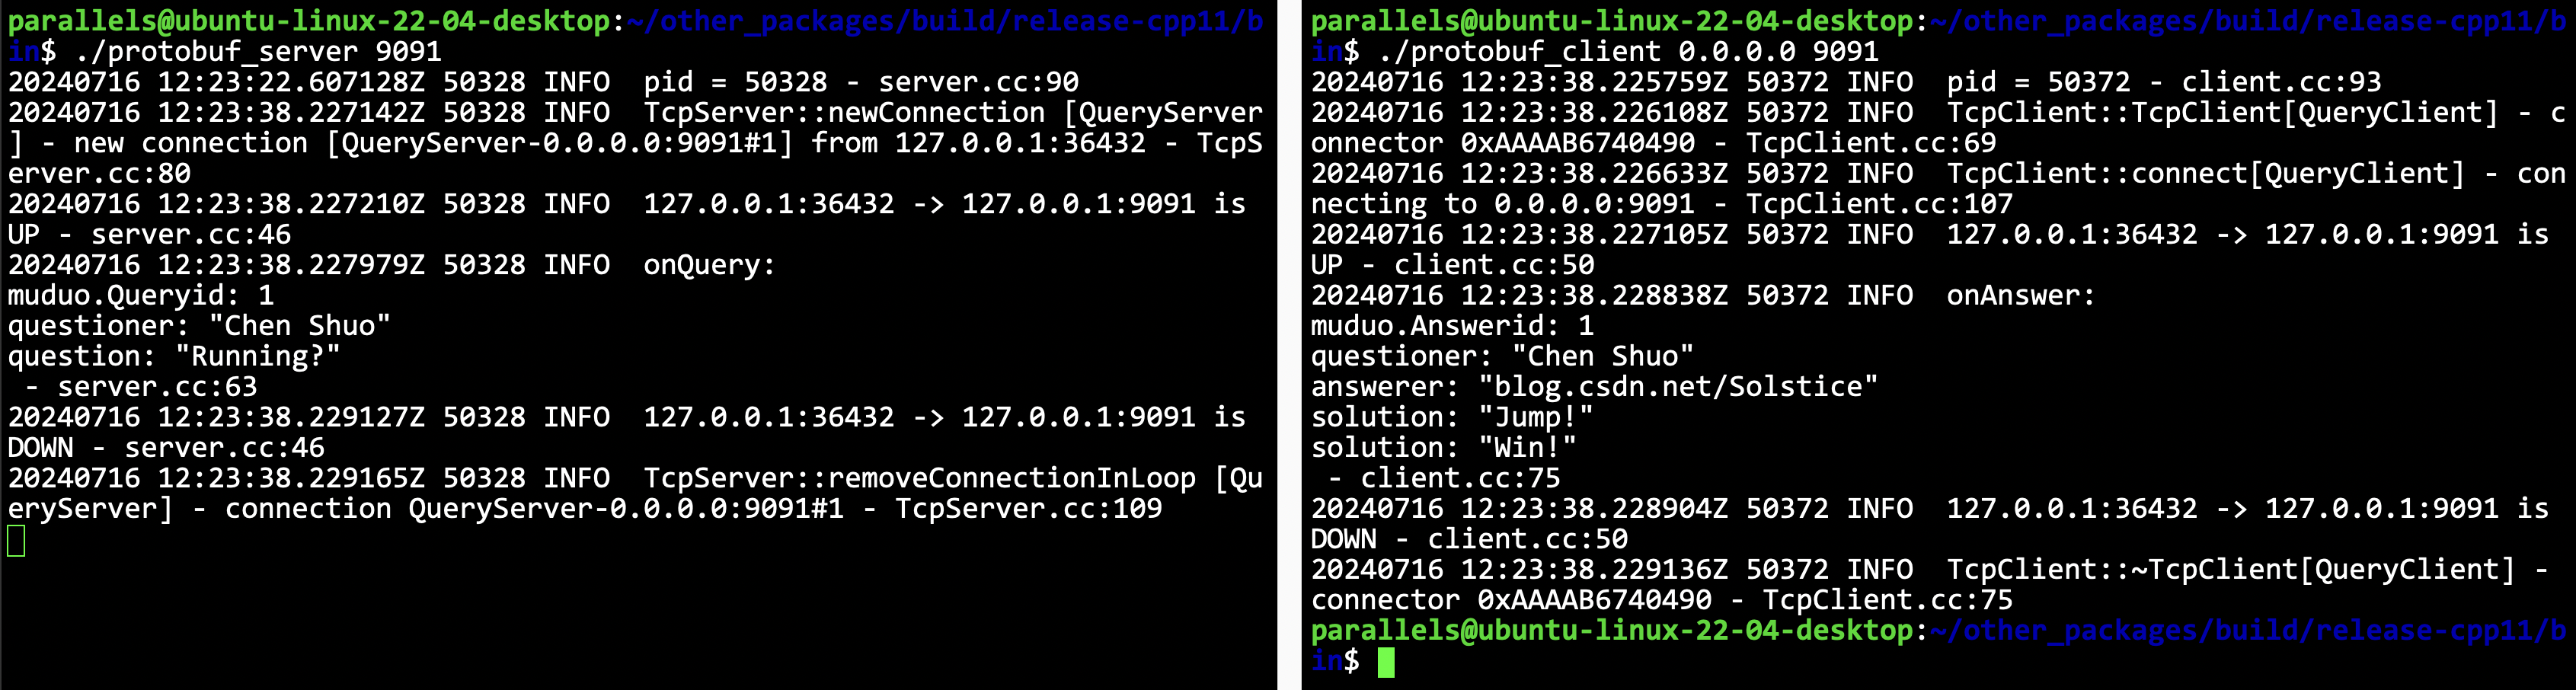 parallels@ubuntu-linux-22-04-desktop:~/other_packages/build/release-cpp11/b
in$ ./protobuf_server 9091
20240716 12:23:22.607128Z 50328 INFO  pid = 50328 - server.cc:90
20240716 12:23:38.227142Z 50328 INFO  TcpServer::newConnection [QueryServer
] - new connection [QueryServer-0.0.0.0:9091#1] from 127.0.0.1:36432 - TcpS
erver.cc:80
20240716 12:23:38.227210Z 50328 INFO  127.0.0.1:36432 -> 127.0.0.1:9091 is
UP - server.cc:46
20240716 12:23:38.227979Z 50328 INFO  onQuery:
muduo.Queryid: 1
questioner: "Chen Shuo"
question: "Running?"
 - server.cc:63
20240716 12:23:38.229127Z 50328 INFO  127.0.0.1:36432 -> 127.0.0.1:9091 is
DOWN - server.cc:46
20240716 12:23:38.229165Z 50328 INFO  TcpServer::removeConnectionInLoop [Qu
eryServer] - connection QueryServer-0.0.0.0:9091#1 - TcpServer.cc:109
parallels@ubuntu-linux-22-04-desktop:~/other_packages/build/release-cpp11/b
in$ ./protobuf_client 0.0.0.0 9091
20240716 12:23:38.225759Z 50372 INFO  pid = 50372 - client.cc:93
20240716 12:23:38.226108Z 50372 INFO  TcpClient::TcpClient[QueryClient] - c
onnector 0xAAAAB6740490 - TcpClient.cc:69
20240716 12:23:38.226633Z 50372 INFO  TcpClient::connect[QueryClient] - con
necting to 0.0.0.0:9091 - TcpClient.cc:107
20240716 12:23:38.227105Z 50372 INFO  127.0.0.1:36432 -> 127.0.0.1:9091 is
UP - client.cc:50
20240716 12:23:38.228838Z 50372 INFO  onAnswer:
muduo.Answerid: 1
questioner: "Chen Shuo"
answerer: "blog.csdn.net/Solstice"
solution: "Jump!"
solution: "Win!"
 - client.cc:75
20240716 12:23:38.228904Z 50372 INFO  127.0.0.1:36432 -> 127.0.0.1:9091 is
DOWN - client.cc:50
20240716 12:23:38.229136Z 50372 INFO  TcpClient::~TcpClient[QueryClient] -
connector 0xAAAAB6740490 - TcpClient.cc:75
parallels@ubuntu-linux-22-04-desktop:~/other_packages/build/release-cpp11/b
in$